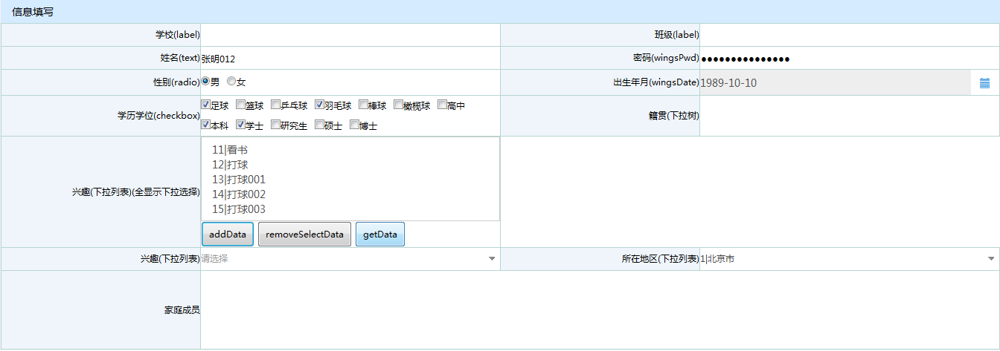 信息填写
学校(label) 班级(label)
姓名(text) 张明012 密码(wingsPwd) ●●●●●●●●●●●●●●●
性别(radio) 男 女 出生年月(wingsDate) 1989-10-10
足球 篮球 乒乓球 羽毛球 棒球 橄榄球 高中
学历学位(checkbox) 籍贯(下拉树)
本科 学士 研究生 硕士 博士
11|看书
12|打球
13|打球001
兴趣(下拉列表)(全显示下拉选择)
14|打球002
15|打球003
addData removeSelectData getData
兴趣(下拉列表) 请选择 所在地区(下拉列表) 1|北京市
家庭成员